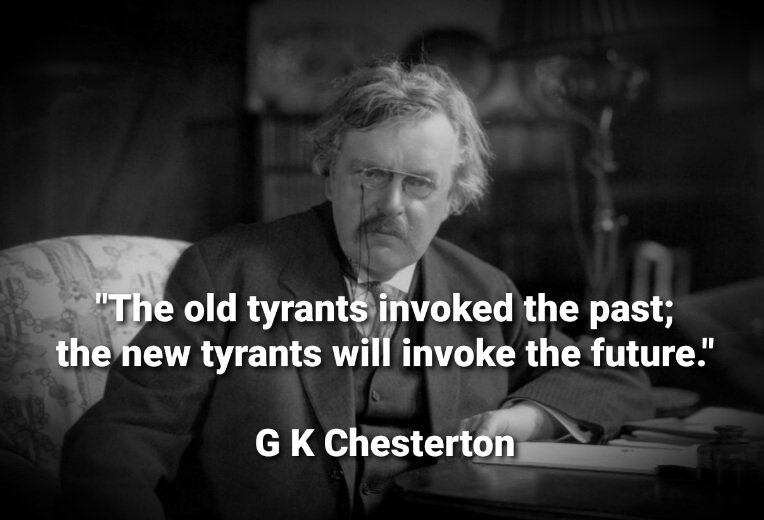 "The old tyrants invoked the past;
the new tyrants will invoke the future."
G K Chesterton